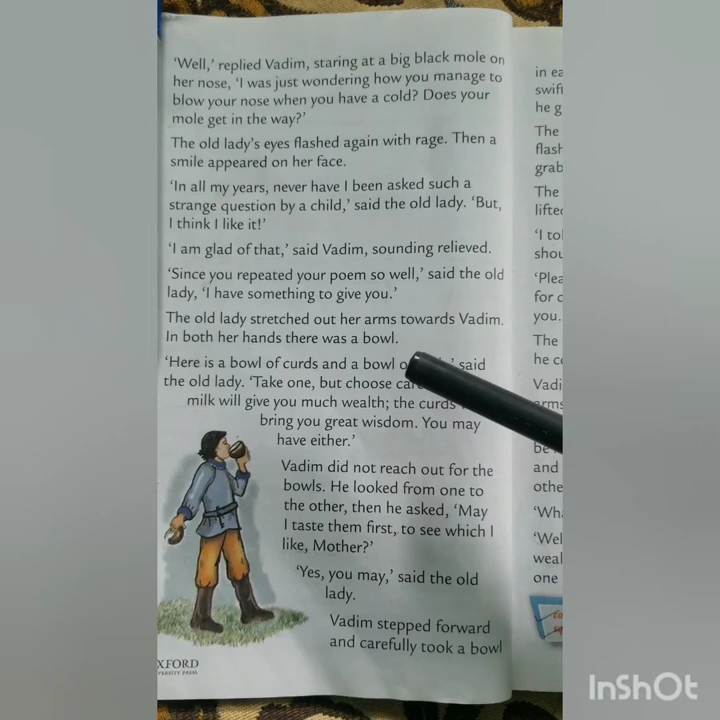 ‘Well,’ replied Vadim, staring at a big black mole on
her nose, ‘I was just wondering how you manage to
blow your nose when you have a cold? Does your
mole get in the way?’
The old lady’s eyes flashed again with rage. Then a
smile appeared on her face.
‘In all my years, never have I been asked such a
strange question by a child,’ said the old lady. ‘But,
I think I like it!’
‘I am glad of that,’ said Vadim, sounding relieved.
‘Since you repeated your poem so well,’ said the old
lady, ‘I have something to give you.’
The old lady stretched out her arms towards Vadim.
In both her hands there was a bowl.
‘Here is a bowl of curds and a bowl said
the old lady. ‘Take one, but choose
milk will give you much wealth; the curds
bring you great wisdom. You may
have either.’
Vadim did not reach out for the
bowls. He looked from one to
the other, then he asked, ‘May
I taste them first, to see which I
like, Mother?’
‘Yes, you may,’ said the old
lady.
Vadim stepped forward
and carefully took a bowl
XFORD
VERSITY PRESS
in ea
swif
he g
The
flash
grab
The
lifted
‘I to
shou
‘Plea
for c
you.
The
he c
Vadi
arms
be
and
othe
‘Wha
‘Wel
weal
one
InShOt